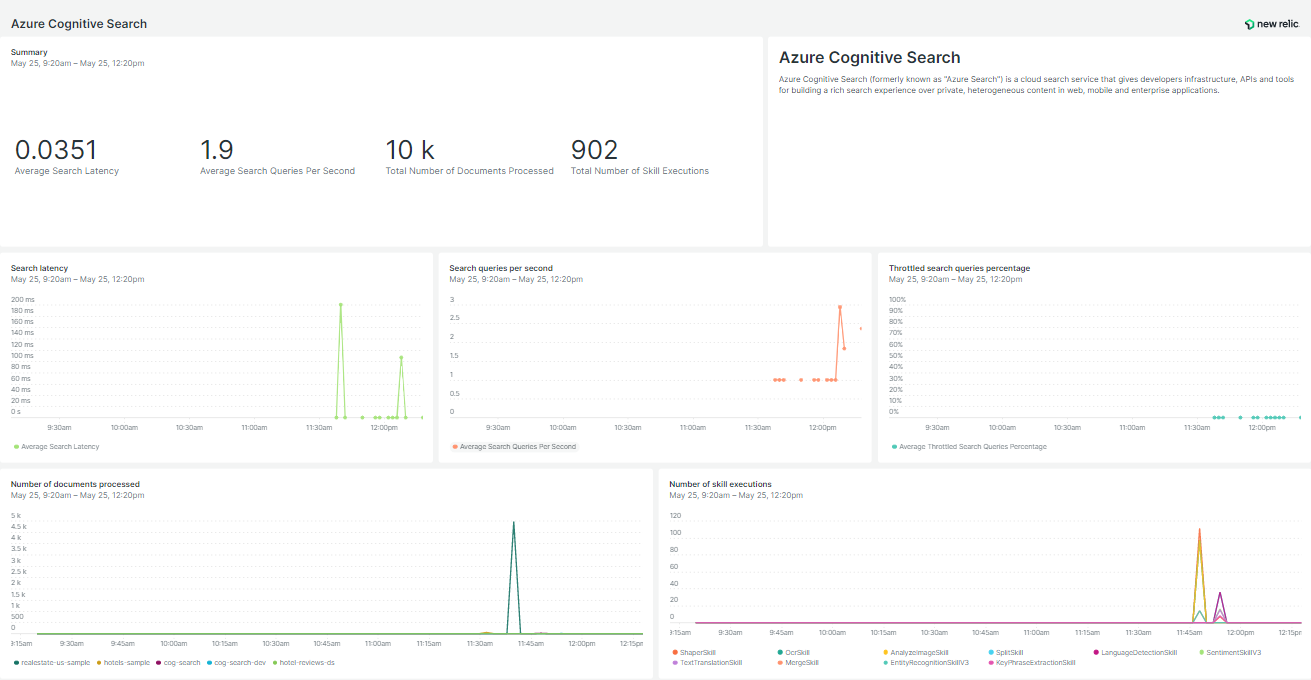 Azure Cognitive Search
new relic
Summary
May 25, 9:20am – May 25, 12:20pm
0.0351
Average Search Latency
1.9
Average Search Queries Per Second
10 k
Total Number of Documents Processed
902
Total Number of Skill Executions
Azure Cognitive Search
Azure Cognitive Search (formerly known as "Azure Search") is a cloud search service that gives developers infrastructure, APIs and tools
for building a rich search experience over private, heterogeneous content in web, mobile and enterprise applications.
Search latency
May 25, 9:20am – May 25, 12:20pm
200 ms
180 ms
160 ms
140 ms
120 ms
100 ms
80 ms
60 ms
40 ms
20 ms
0 s
9:30am 10:00am 10:30am 11:00am 11:30am 12:00pm
Average Search Latency
Search queries per second
May 25, 9:20am – May 25, 12:20pm
3
2.5
2
1.5
1
0.5
0
9:30am 10:00am 10:30am 11:00am 11:30am 12:00pm
Average Search Queries Per Second
Throttled search queries percentage
May 25, 9:20am – May 25, 12:20pm
100%
90%
80%
70%
60%
50%
40%
30%
20%
10%
0%
9:30am 10:00am 10:30am 11:00am 11:30am 12:00pm
Average Throttled Search Queries Percentage
Number of documents processed
May 25, 9:20am – May 25, 12:20pm
5 k
4.5 k
4 k
3.5 k
3 k
2.5 k
2 k
1.5 k
1 k
500
0
9:15am 9:30am 9:45am 10:00am 10:15am 10:30am 10:45am 11:00am 11:15am 11:30am 11:45am 12:00pm 12:15pm
realestate-us-sample hotels-sample cog-search cog-search-dev hotel-reviews-ds
Number of skill executions
May 25, 9:20am – May 25, 12:20pm
120
100
80
60
40
20
0
9:15am 9:30am 9:45am 10:00am 10:15am 10:30am 10:45am 11:00am 11:15am 11:30am 11:45am 12:00pm 12:15pm
ShaperSkill OcrSkill AnalyzeImageSkill SplitSkill LanguageDetectionSkill SentimentSkillV3
TextTranslationSkill MergeSkill EntityRecognitionSkillV3 KeyPhraseExtractionSkill